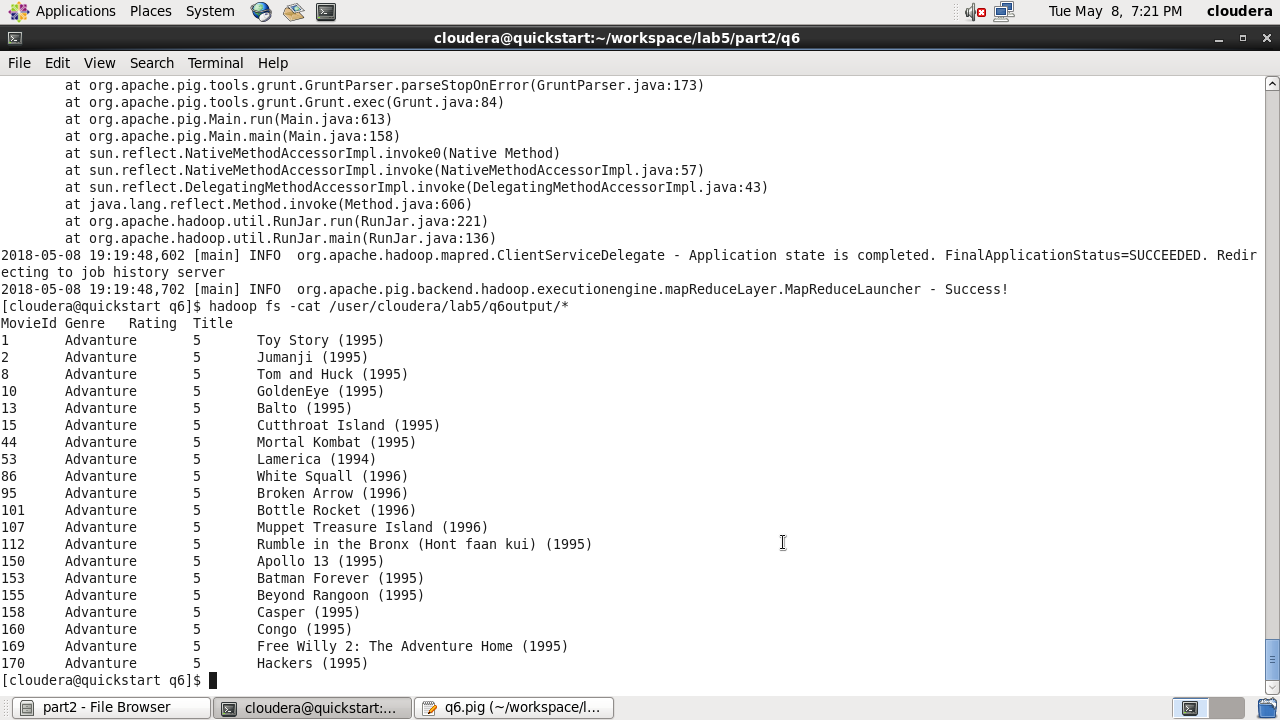 Applications Places System Tue May 8, 7:21 PM cloudera
cloudera@quickstart:~/workspace/lab5/part2/q6
File Edit View Search Terminal Help
at org.apache.pig.tools.grunt.GruntParser.parseStopOnError(GruntParser.java:173)
at org.apache.pig.tools.grunt.Grunt.exec(Grunt.java:84)
at org.apache.pig.Main.run(Main.java:613)
at org.apache.pig.Main.main(Main.java:158)
at sun.reflect.NativeMethodAccessorImpl.invoke0(Native Method)
at sun.reflect.NativeMethodAccessorImpl.invoke(NativeMethodAccessorImpl.java:57)
at sun.reflect.DelegatingMethodAccessorImpl.invoke(DelegatingMethodAccessorImpl.java:43)
at java.lang.reflect.Method.invoke(Method.java:606)
at org.apache.hadoop.util.RunJar.run(RunJar.java:221)
at org.apache.hadoop.util.RunJar.main(RunJar.java:136)
2018-05-08 19:19:48,602 [main] INFO  org.apache.hadoop.mapred.ClientServiceDelegate - Application state is completed. FinalApplicationStatus=SUCCEEDED. Redir
ecting to job history server
2018-05-08 19:19:48,702 [main] INFO  org.apache.pig.backend.hadoop.executionengine.mapReduceLayer.MapReduceLauncher - Success!
[cloudera@quickstart q6]$ hadoop fs -cat /user/cloudera/lab5/q6output/*
MovieId Genre Rating Title
1 Advanture 5 Toy Story (1995)
2 Advanture 5 Jumanji (1995)
8 Advanture 5 Tom and Huck (1995)
10 Advanture 5 GoldenEye (1995)
13 Advanture 5 Balto (1995)
15 Advanture 5 Cutthroat Island (1995)
44 Advanture 5 Mortal Kombat (1995)
53 Advanture 5 Lamerica (1994)
86 Advanture 5 White Squall (1996)
95 Advanture 5 Broken Arrow (1996)
101 Advanture 5 Bottle Rocket (1996)
107 Advanture 5 Muppet Treasure Island (1996)
112 Advanture 5 Rumble in the Bronx (Hont faan kui) (1995)
150 Advanture 5 Apollo 13 (1995)
153 Advanture 5 Batman Forever (1995)
155 Advanture 5 Beyond Rangoon (1995)
158 Advanture 5 Casper (1995)
160 Advanture 5 Congo (1995)
169 Advanture 5 Free Willy 2: The Adventure Home (1995)
170 Advanture 5 Hackers (1995)
[cloudera@quickstart q6]$
part2 - File Browser cloudera@quickstart:... q6.pig (~/workspace/l...